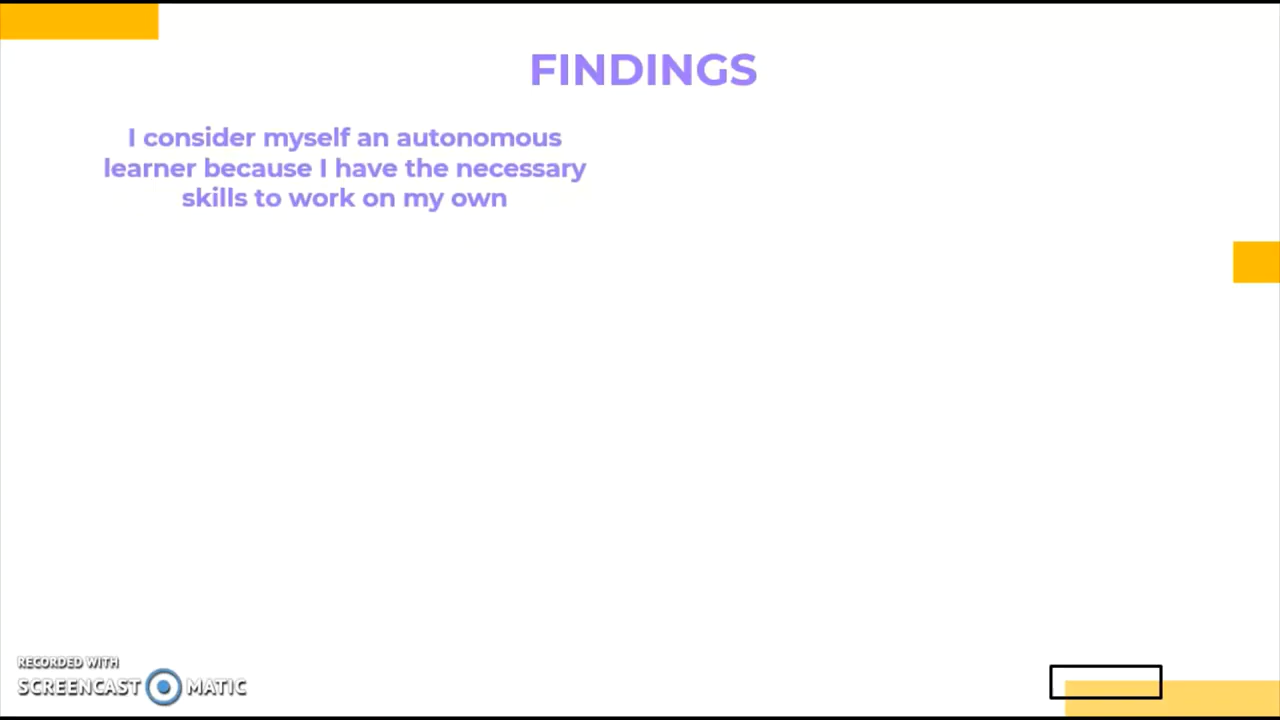 FINDINGS
I consider myself an autonomous
learner because I have the necessary
skills to work on my own
RECORDED WITH
SCREENCAST MATIC